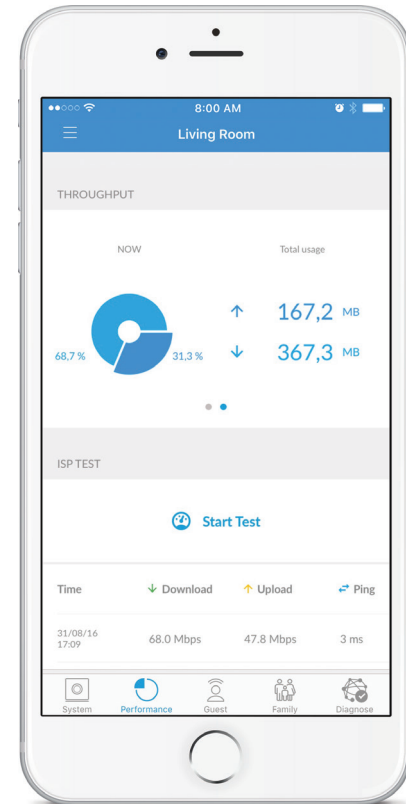 8:00 AM
Living Room
THROUGHPUT
NOW
Total usage
68,7 %
31,3 %
167,2 MB
367,3 MB
ISP TEST
Start Test
Time Download Upload Ping
31/08/16
17:09
68.0 Mbps 47.8 Mbps 3 ms
System Performance Guest Family Diagnose